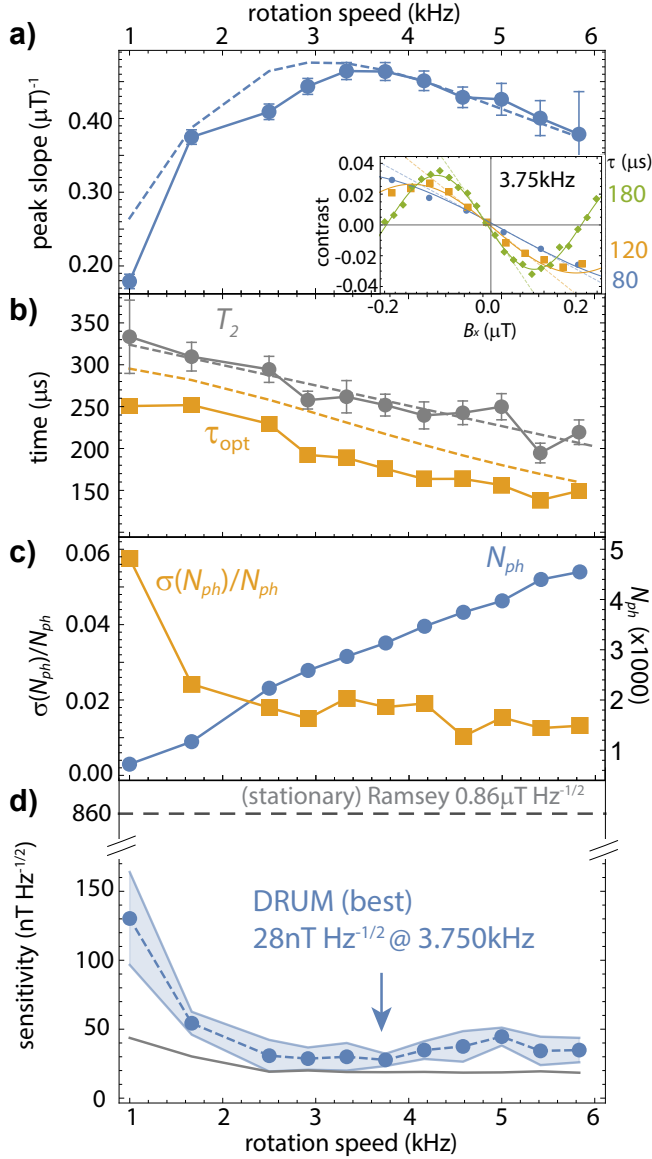 rotation speed (kHz)
1 2 3 4 5 6
a)
peak slope (μT)⁻¹
0.40
0.30
0.20
contrast
0.04
0.02
0.00
-0.02
-0.04
3.75kHz
τ (μs)
180
120
80
-0.2 0.0 0.2
Bₓ (μT)
b)
time (μs)
350
300
250
200
150
T₂
τopt
c)
σ(Nph)/Nph
0.06
0.04
0.02
0.00
σ(Nph)/Nph
Nph
5
4
3
2
1
Nph (x1000)
d)
(stationary) Ramsey 0.86μT Hz⁻¹/²
860
sensitivity (nT Hz⁻¹/²)
150
100
50
0
DRUM (best)
28nT Hz⁻¹/² @ 3.750kHz
1 2 3 4 5 6
rotation speed (kHz)